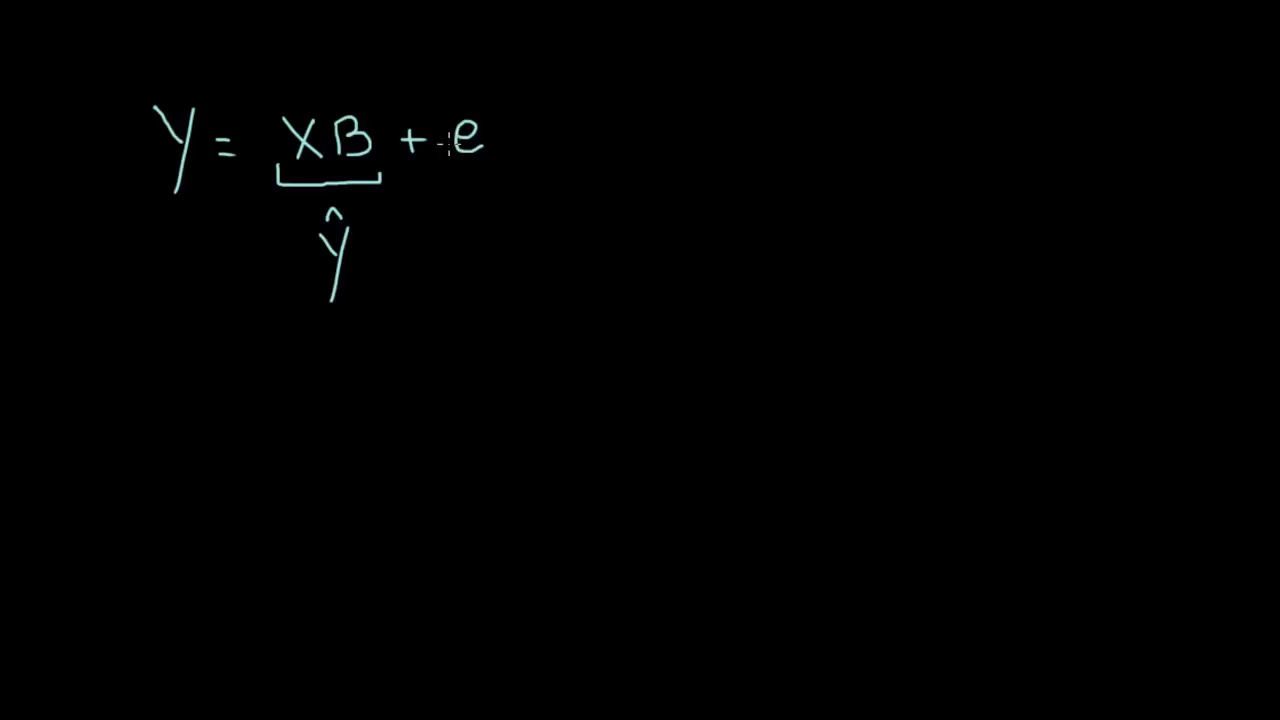 Y = XB + e
Ŷ